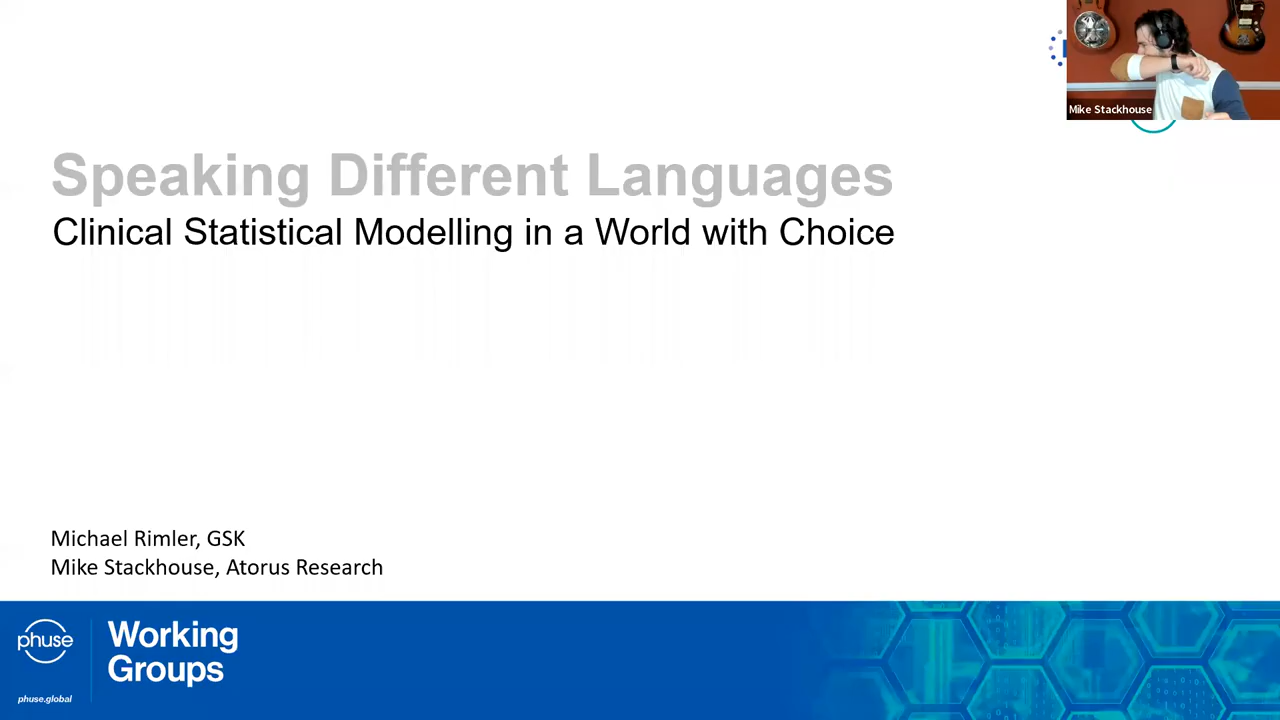 Mike Stackhouse
Speaking Different Languages
Clinical Statistical Modelling in a World with Choice
Michael Rimler, GSK
Mike Stackhouse, Atorus Research
phuse
Working
Groups
phuse.global